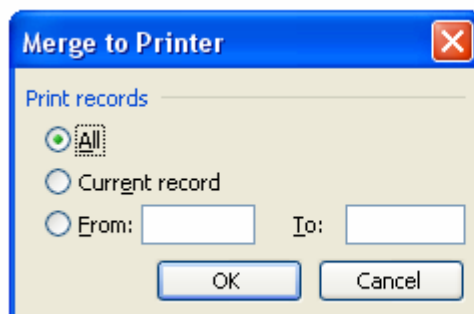 Merge to Printer
Print records
All
Current record
From: To:
OK Cancel